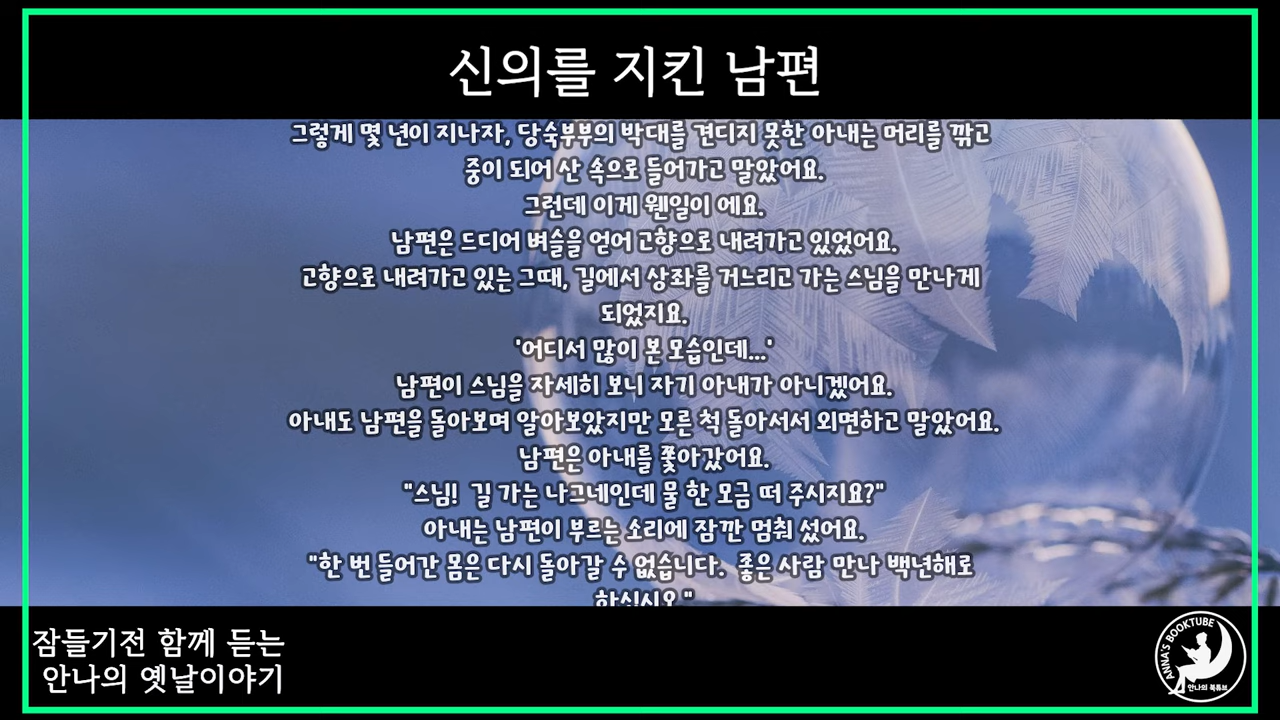 신의를 지킨 남편
그렇게 몇 년이 지나자, 당숙부부의 박대를 견디지 못한 아내는 머리를 깎고
중이 되어 산 속으로 들어가고 말았어요.
그런데 이게 웬일이 에요.
남편은 드디어 벼슬을 얻어 고향으로 내려가고 있었어요.
고향으로 내려가고 있는 그때, 길에서 상좌를 거느리고 가는 스님을 만나게
되었지요.
'어디서 많이 본 모습인데...'
남편이 스님을 자세히 보니 자기 아내가 아니겠어요.
아내도 남편을 돌아보며 알아보았지만 모른 척 돌아서서 외면하고 말았어요.
남편은 아내를 쫓아갔어요.
"스님!  길 가는 나그네인데 물 한 모금 떠 주시지요?"
아내는 남편이 부르는 소리에 잠깐 멈춰 섰어요.
"한 번 들어간 몸은 다시 돌아갈 수 없습니다.  좋은 사람 만나 백년해로
하십시오."
잠들기전 함께 듣는
안나의 옛날이야기
ANNA'S BOOKTUBE
안나의 북튜브